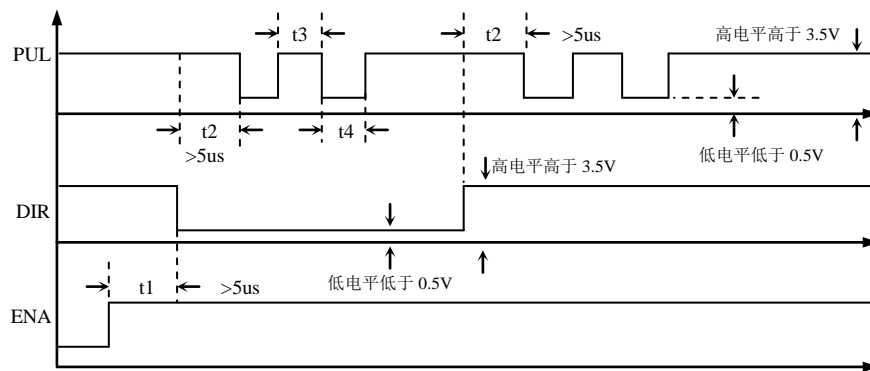 t3
t2
>5us
高电平高于 3.5V
PUL
t2
t4
>5us
低电平低于 0.5V
高电平高于 3.5V
DIR
t1
>5us
低电平低于 0.5V
ENA